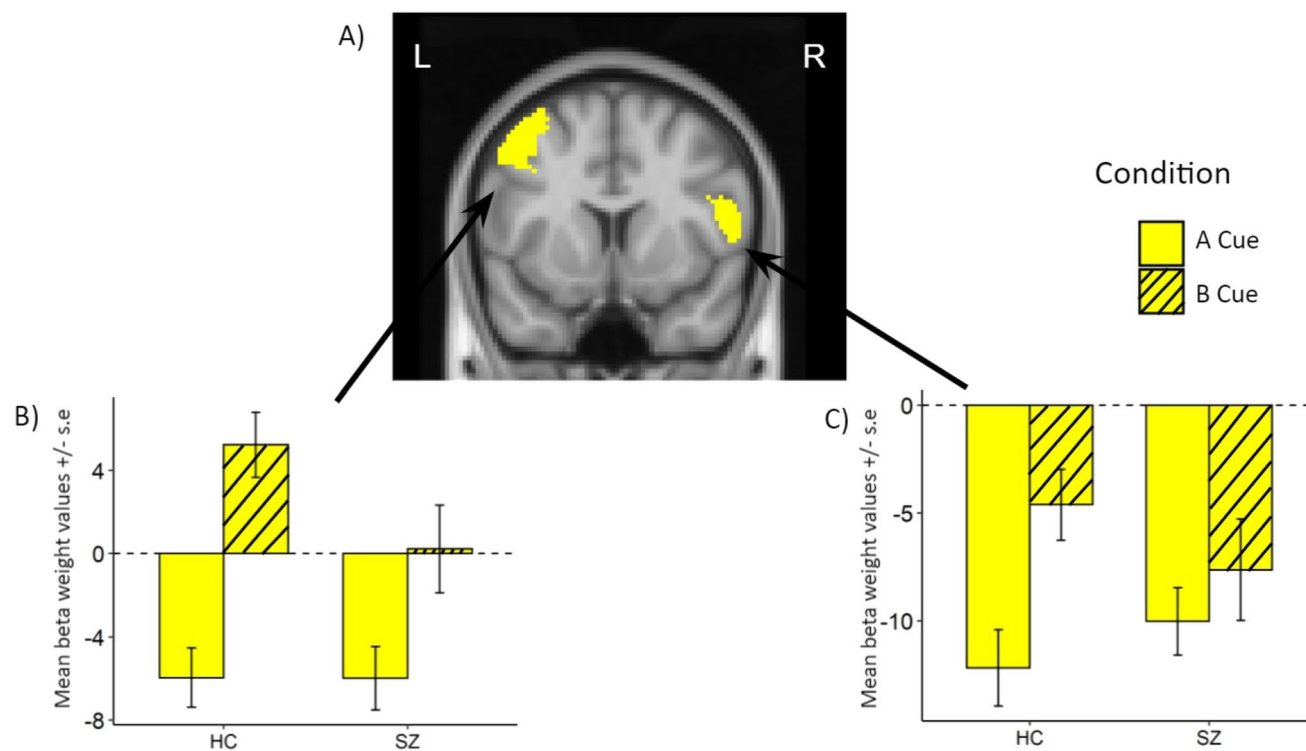 A)
L
R
Condition
A Cue
B Cue
B)
Mean beta weight values +/- s.e
4
0
-4
-8
HC
SZ
C)
Mean beta weight values +/- s.e
0
-5
-10
HC
SZ